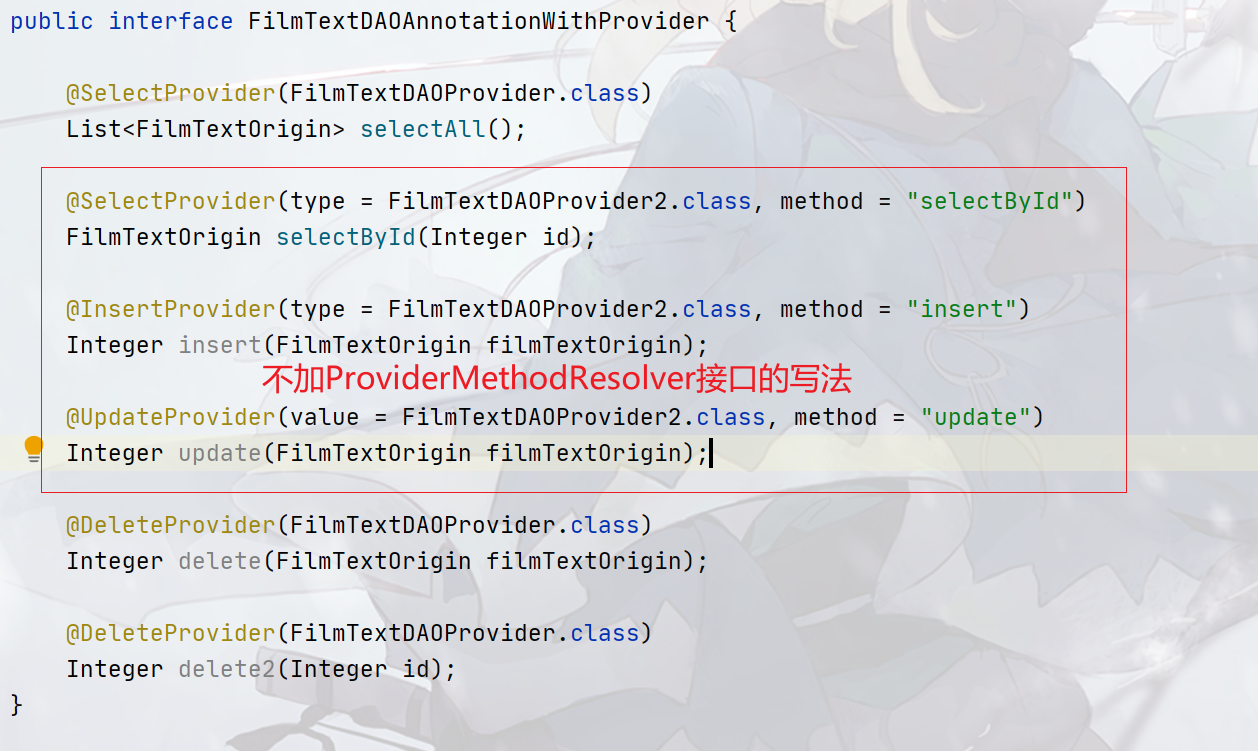 public interface FilmTextDAOAnnotationWithProvider {
@SelectProvider(FilmTextDAOProvider.class)
List<FilmTextOrigin> selectAll();
@SelectProvider(type = FilmTextDAOProvider2.class, method = "selectById")
FilmTextOrigin selectById(Integer id);
@InsertProvider(type = FilmTextDAOProvider2.class, method = "insert")
Integer insert(FilmTextOrigin filmTextOrigin);
不加ProviderMethodResolver接口的写法
@UpdateProvider(value = FilmTextDAOProvider2.class, method = "update")
Integer update(FilmTextOrigin filmTextOrigin);
@DeleteProvider(FilmTextDAOProvider.class)
Integer delete(FilmTextOrigin filmTextOrigin);
@DeleteProvider(FilmTextDAOProvider.class)
Integer delete2(Integer id);
}